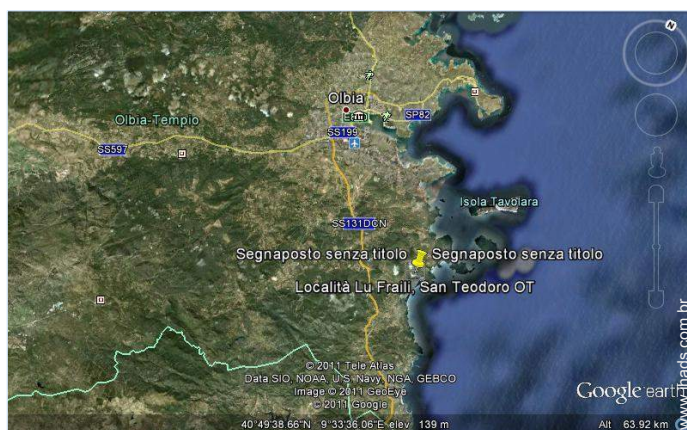 N
Olbia
Olbia-Tempio
SP82
SS199
SS597
Isola Tavolara
SS131DCN
Segnaposto senza titolo Segnaposto senza titolo
Località Lu Fraili, San Teodoro OT
© 2011 Tele Atlas
Data SIO, NOAA, U.S. Navy, NGA, GEBCO
Image © 2011 GeoEye
© 2011 Google
Google earth
40°49'38.66"N 9°33'36.06"E elev 139 m Alt 63.92 km